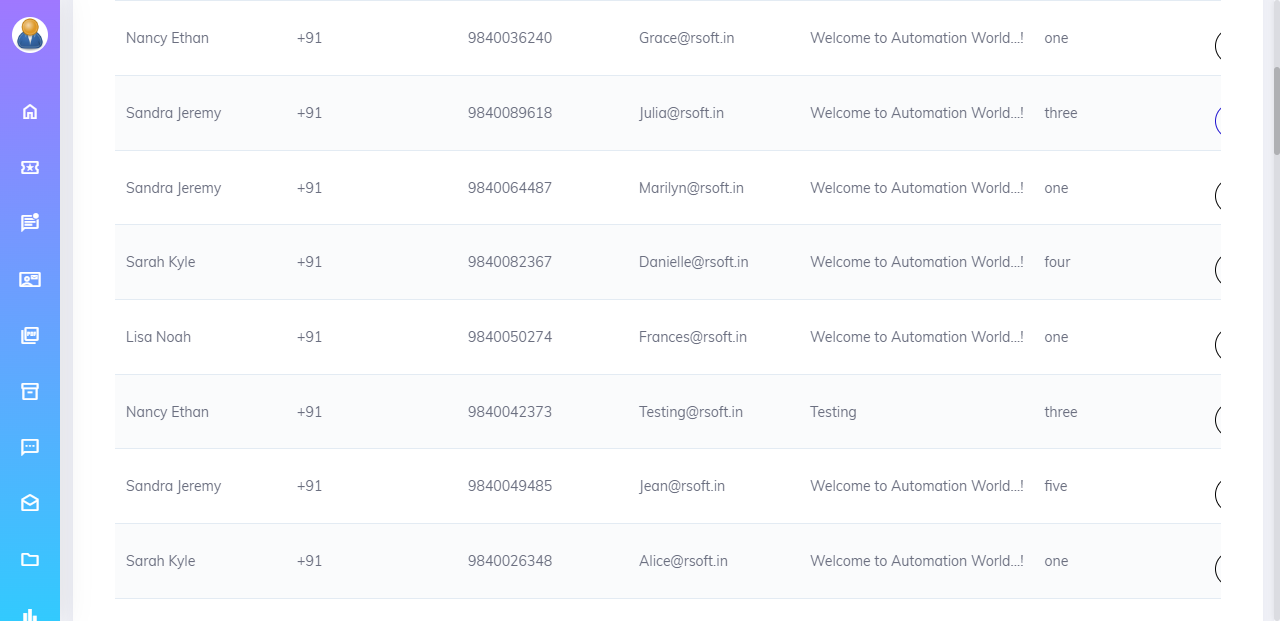 Nancy Ethan +91 9840036240 Grace@rsoft.in Welcome to Automation World...! one
Sandra Jeremy +91 9840089618 Julia@rsoft.in Welcome to Automation World...! three
Sandra Jeremy +91 9840064487 Marilyn@rsoft.in Welcome to Automation World...! one
Sarah Kyle +91 9840082367 Danielle@rsoft.in Welcome to Automation World...! four
Lisa Noah +91 9840050274 Frances@rsoft.in Welcome to Automation World...! one
Nancy Ethan +91 9840042373 Testing@rsoft.in Testing three
Sandra Jeremy +91 9840049485 Jean@rsoft.in Welcome to Automation World...! five
Sarah Kyle +91 9840026348 Alice@rsoft.in Welcome to Automation World...! one